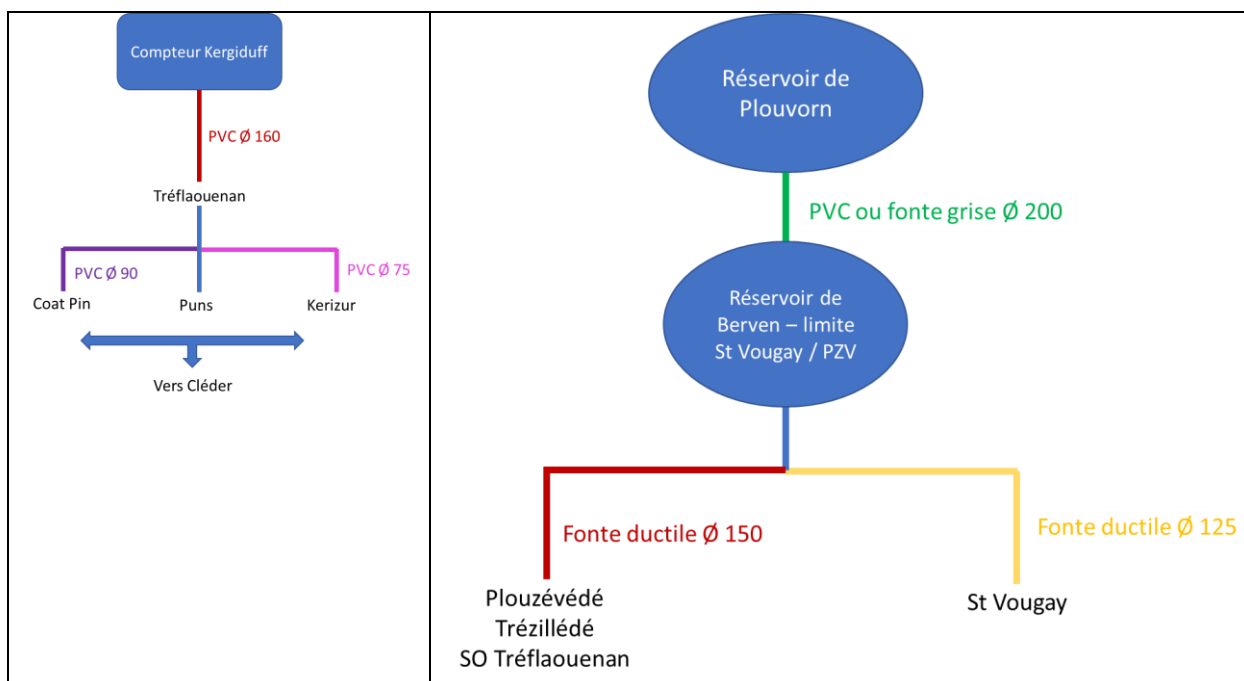 Compteur Kergiduff
PVC Ø 160
Tréflaouenan
PVC Ø 90
PVC Ø 75
Coat Pin
Puns
Kerizur
Vers Cléder
Réservoir de
Plouvorn
PVC ou fonte grise Ø 200
Réservoir de
Berven – limite
St Vougay / PZV
Fonte ductile Ø 150
Fonte ductile Ø 125
Plouzévédé
Trézillédé
SO Tréflaouenan
St Vougay